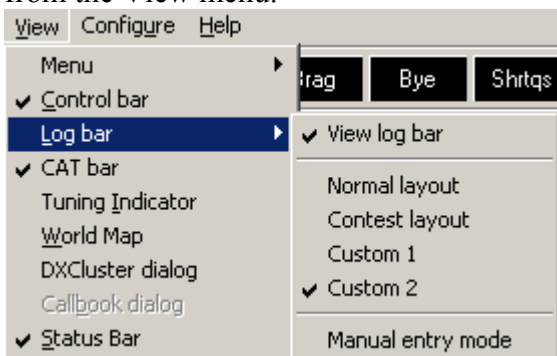 from the View menu.
View Configure Help
Menu
Control bar
Log bar
CAT bar
Tuning Indicator
World Map
DXCluster dialog
Callbook dialog
Status Bar
rag Bye Shrtqs
View log bar
Normal layout
Contest layout
Custom 1
Custom 2
Manual entry mode